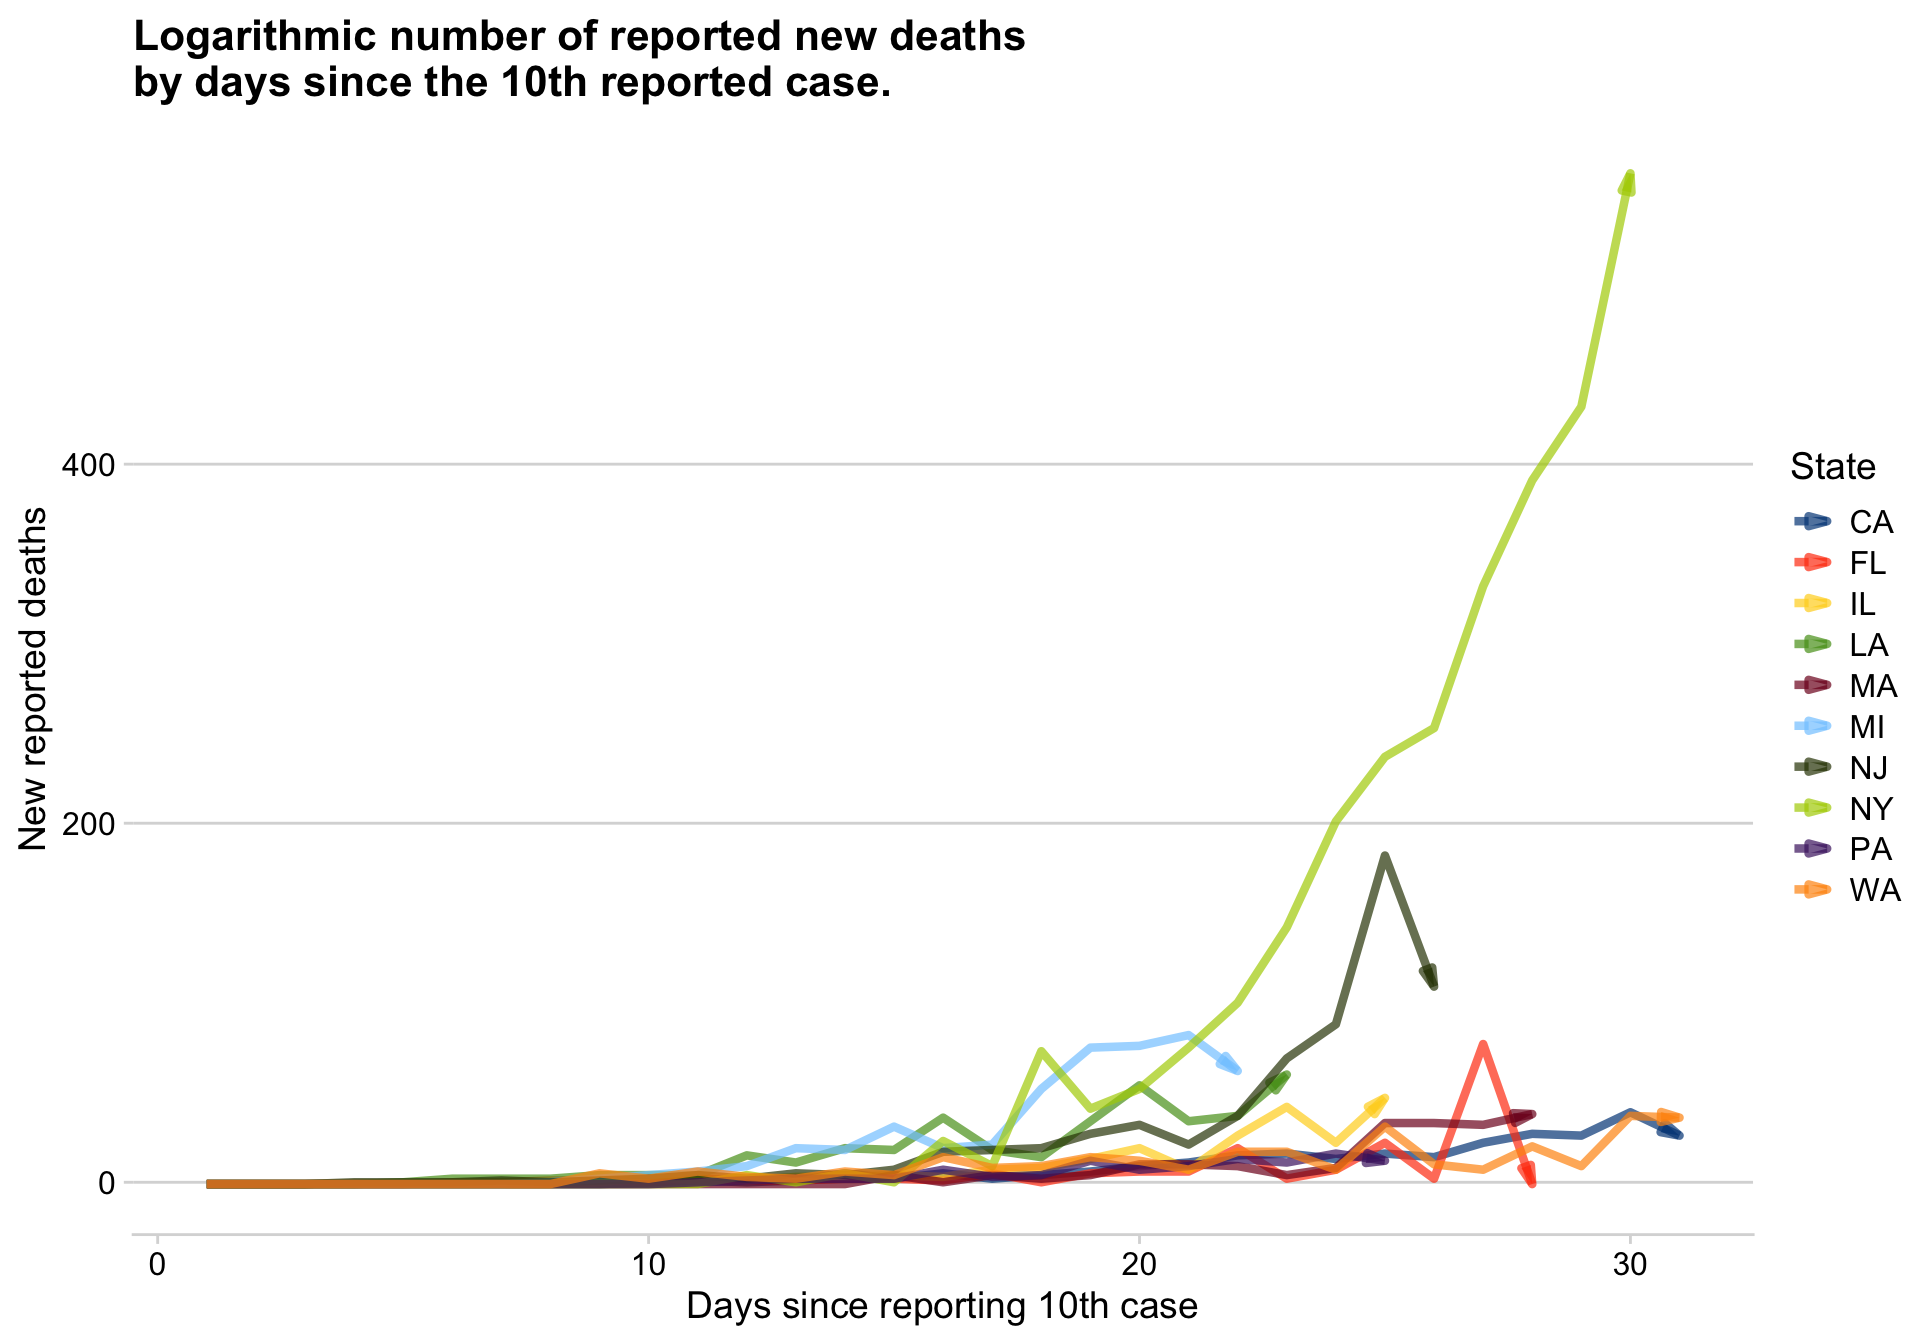 Logarithmic number of reported new deaths
by days since the 10th reported case.
New reported deaths
400
200
0
0
10
20
30
Days since reporting 10th case
State
CA
FL
IL
LA
MA
MI
NJ
NY
PA
WA